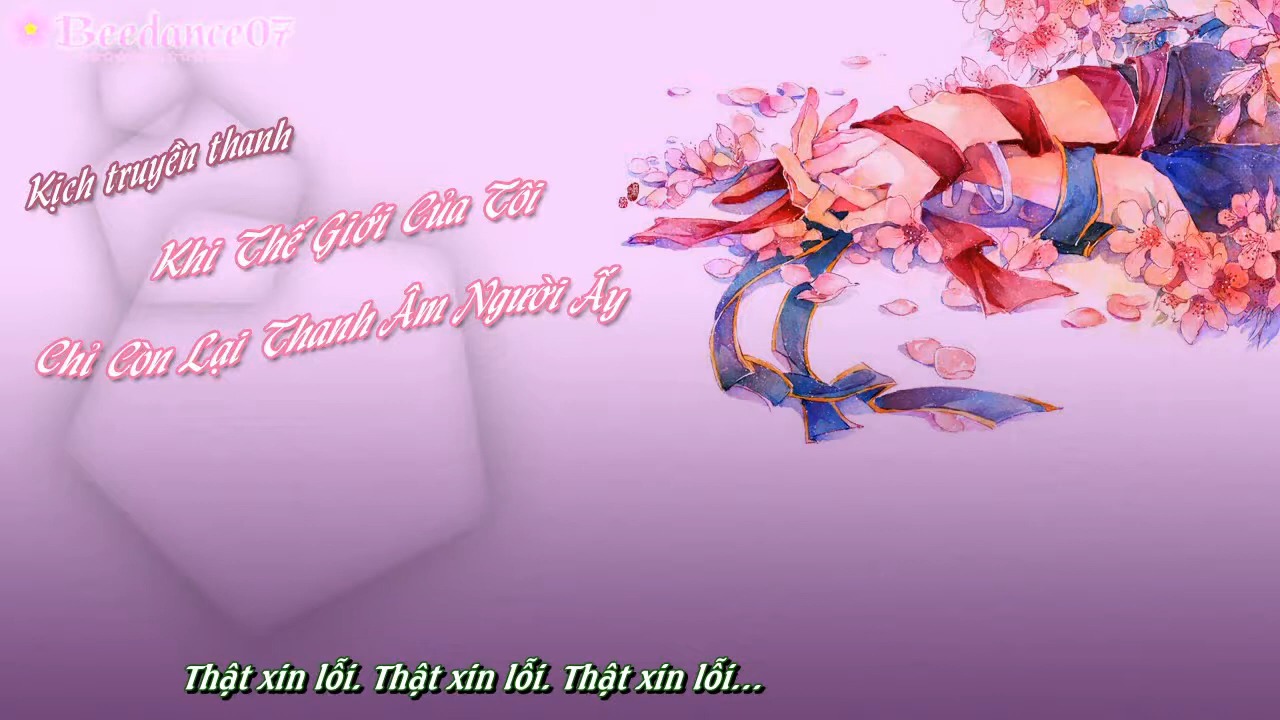 Beedance07
Kịch truyền thanh
Khi Thế Giới Của Tôi
Chỉ Còn Lại Thanh Âm Người Ấy
Thật xin lỗi. Thật xin lỗi. Thật xin lỗi...